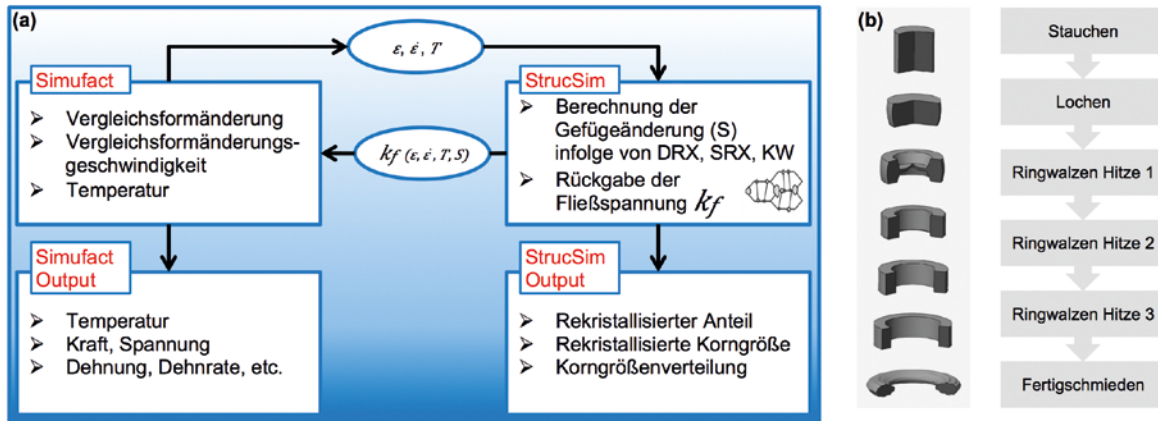 (a)
ε, ε̇, T
Simufact
Vergleichsformänderung
Vergleichsformänderungs-
geschwindigkeit
Temperatur
kf (ε, ε̇, T, S)
StrucSim
Berechnung der
Gefügeänderung (S)
infolge von DRX, SRX, KW
Rückgabe der
Fließspannung kf
Simufact
Output
Temperatur
Kraft, Spannung
Dehnung, Dehnrate, etc.
StrucSim
Output
Rekristallisierter Anteil
Rekristallisierte Korngröße
Korngrößenverteilung
(b)
Stauchen
Lochen
Ringwalzen Hitze 1
Ringwalzen Hitze 2
Ringwalzen Hitze 3
Fertigschmieden